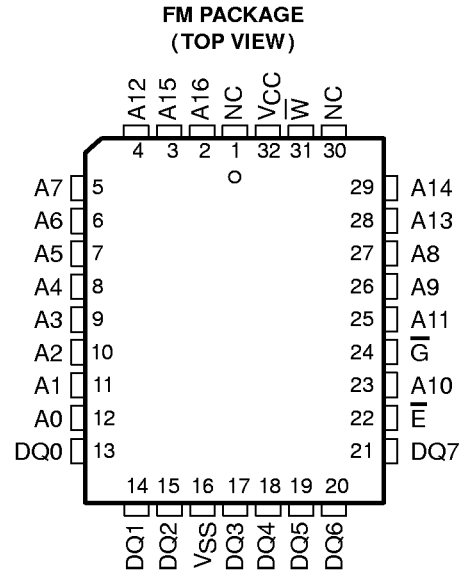 FM PACKAGE
(TOP VIEW)
A12 A15 A16 NC VCC W̅ NC
4 3 2 1 32 31 30
A7 5 29 A14
A6 6 28 A13
A5 7 27 A8
A4 8 26 A9
A3 9 25 A11
A2 10 24 G̅
A1 11 23 A10
A0 12 22 E̅
DQ0 13 21 DQ7
14 15 16 17 18 19 20
DQ1 DQ2 VSS DQ3 DQ4 DQ5 DQ6